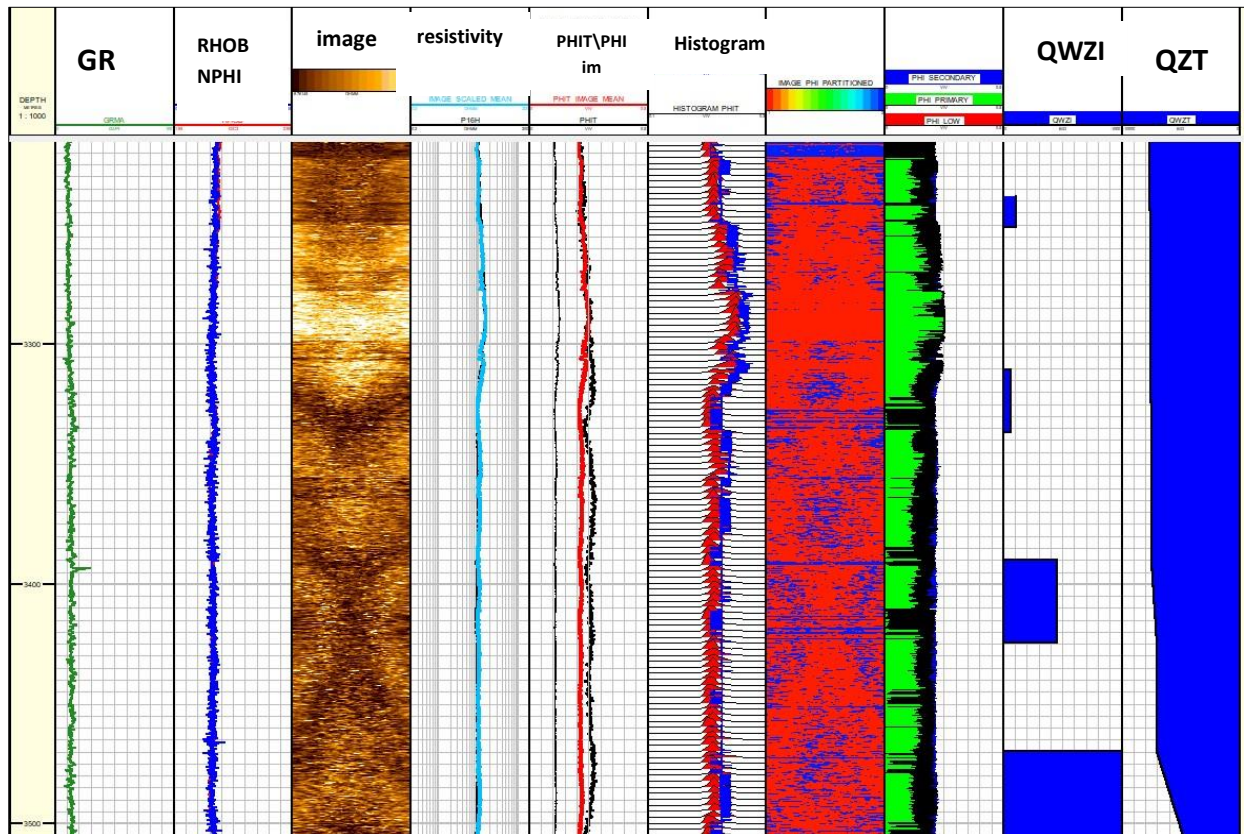 GR
RHOB
NPHI
image
resistivity
PHIT\PHI
im
Histogram
QWZI
QZT
DEPTH
METRES
1 : 1000
GRMA
IMAGE SCALED MEAN
P16H
PHIT IMAGE MEAN
PHIT
HISTOGRAM PHIT
IMAGE PHI PARTITIONED
PHI SECONDARY
PHI PRIMARY
PHI LOW
QWZI
QWZT
3300
3400
3500